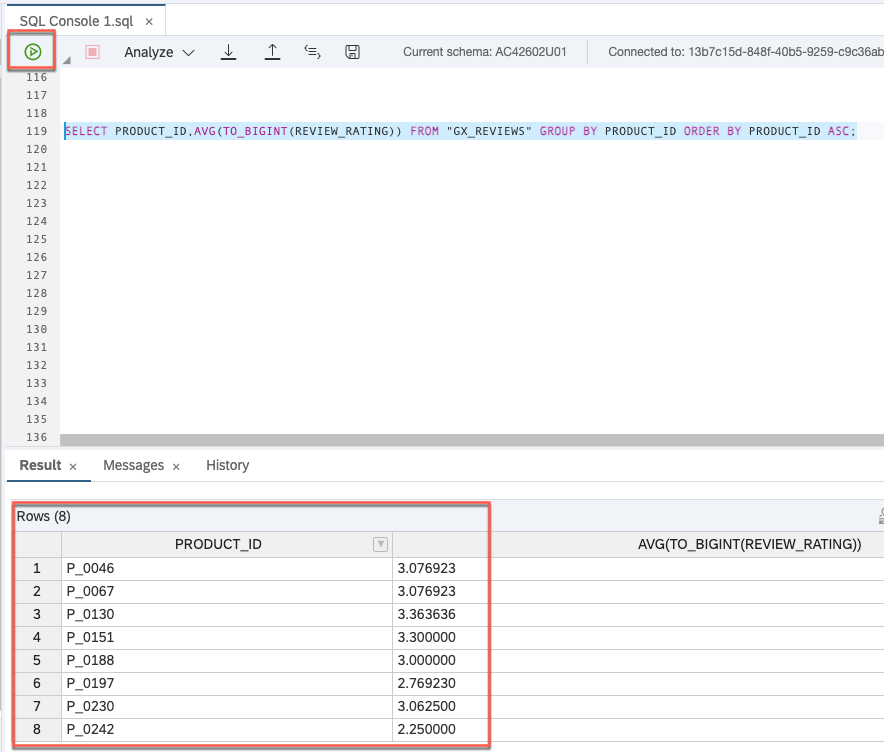 SQL Console 1.sql ×
Analyze
Current schema: AC42602U01
Connected to: 13b7c15d-848f-40b5-9259-c9c36ab
116
117
118
119 SELECT PRODUCT_ID,AVG(TO_BIGINT(REVIEW_RATING)) FROM "GX_REVIEWS" GROUP BY PRODUCT_ID ORDER BY PRODUCT_ID ASC;
120
121
122
123
124
125
126
127
128
129
130
131
132
133
134
135
136
Result × Messages × History
Rows (8)
PRODUCT_ID AVG(TO_BIGINT(REVIEW_RATING))
1 P_0046 3.076923
2 P_0067 3.076923
3 P_0130 3.363636
4 P_0151 3.300000
5 P_0188 3.000000
6 P_0197 2.769230
7 P_0230 3.062500
8 P_0242 2.250000